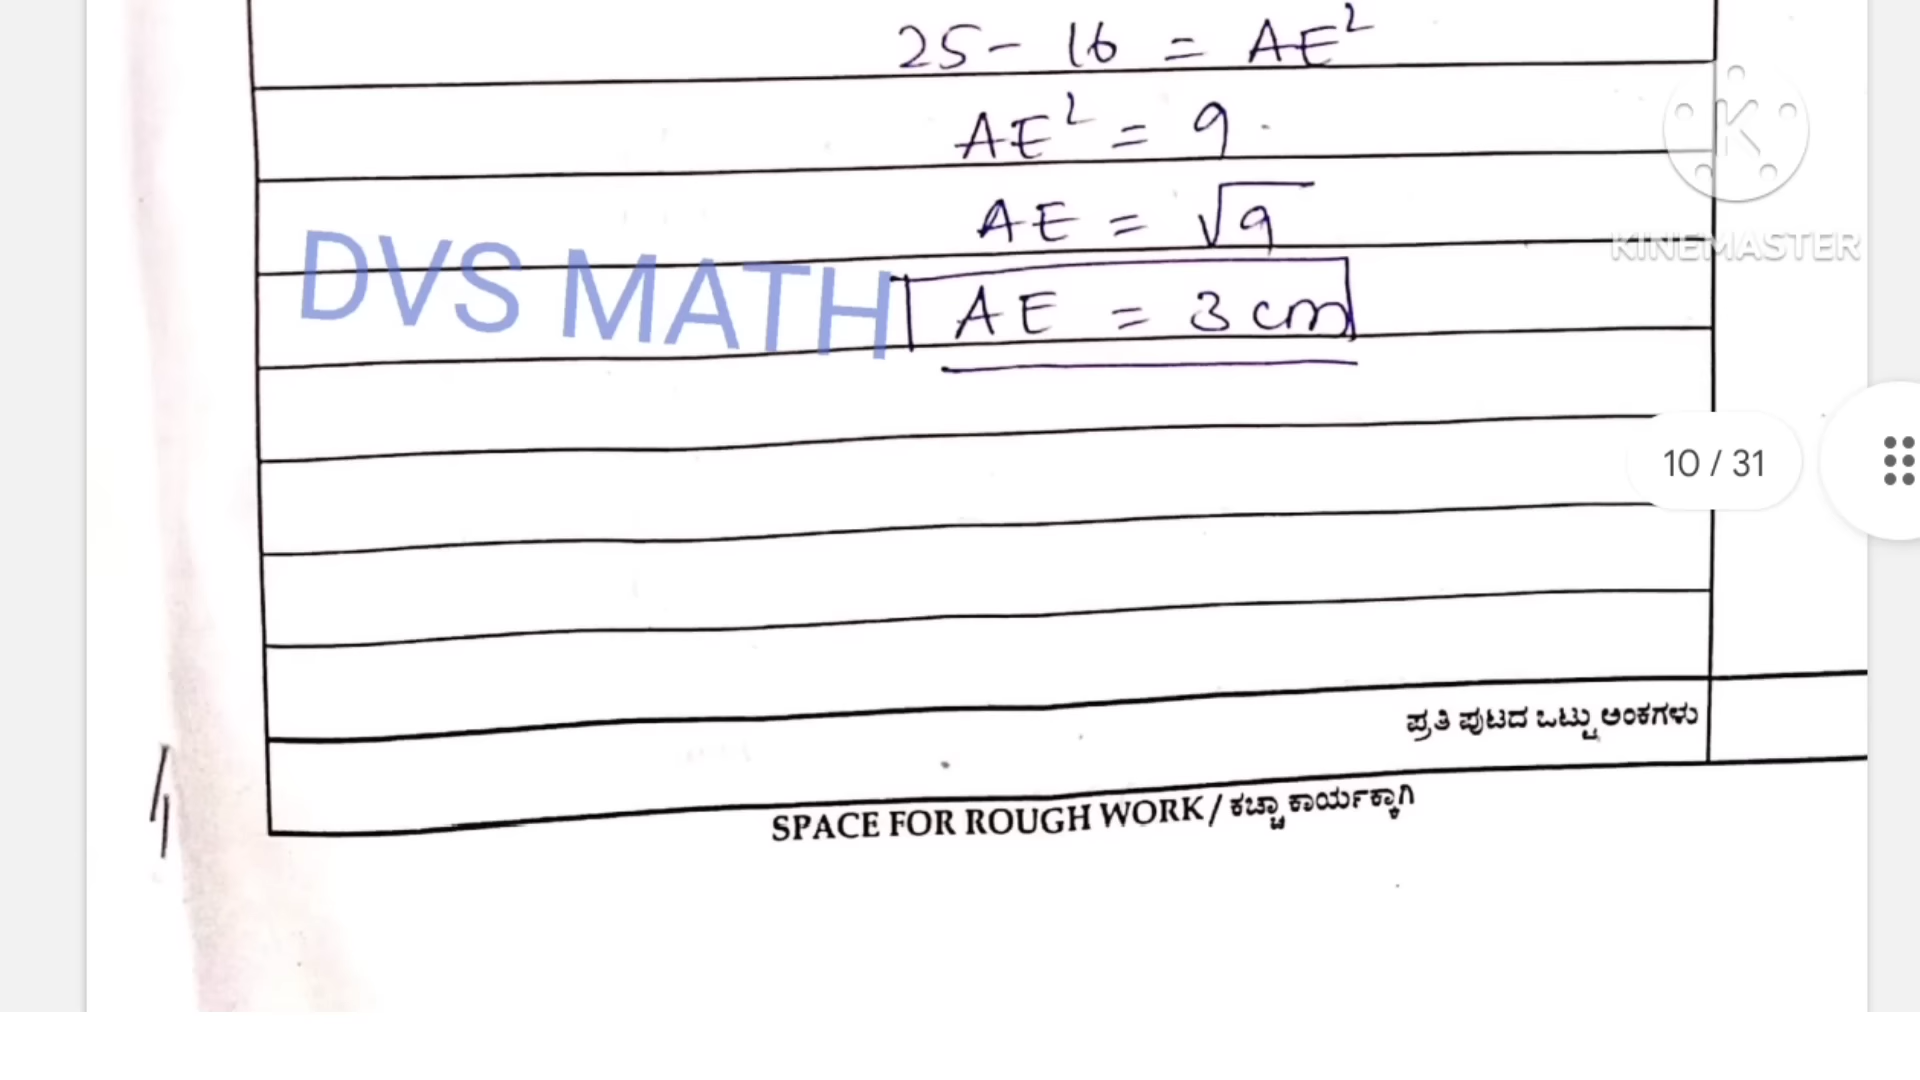 25 - 16 = AE²
AE² = 9.
AE = √9
AE = 3 cm
DVS MATH
KINEMASTER
10 / 31
ಪ್ರತಿ ಪುಟದ ಒಟ್ಟು ಅಂಕಗಳು
SPACE FOR ROUGH WORK / ಕಚ್ಚಾ ಕಾರ್ಯಕ್ಕಾಗಿ